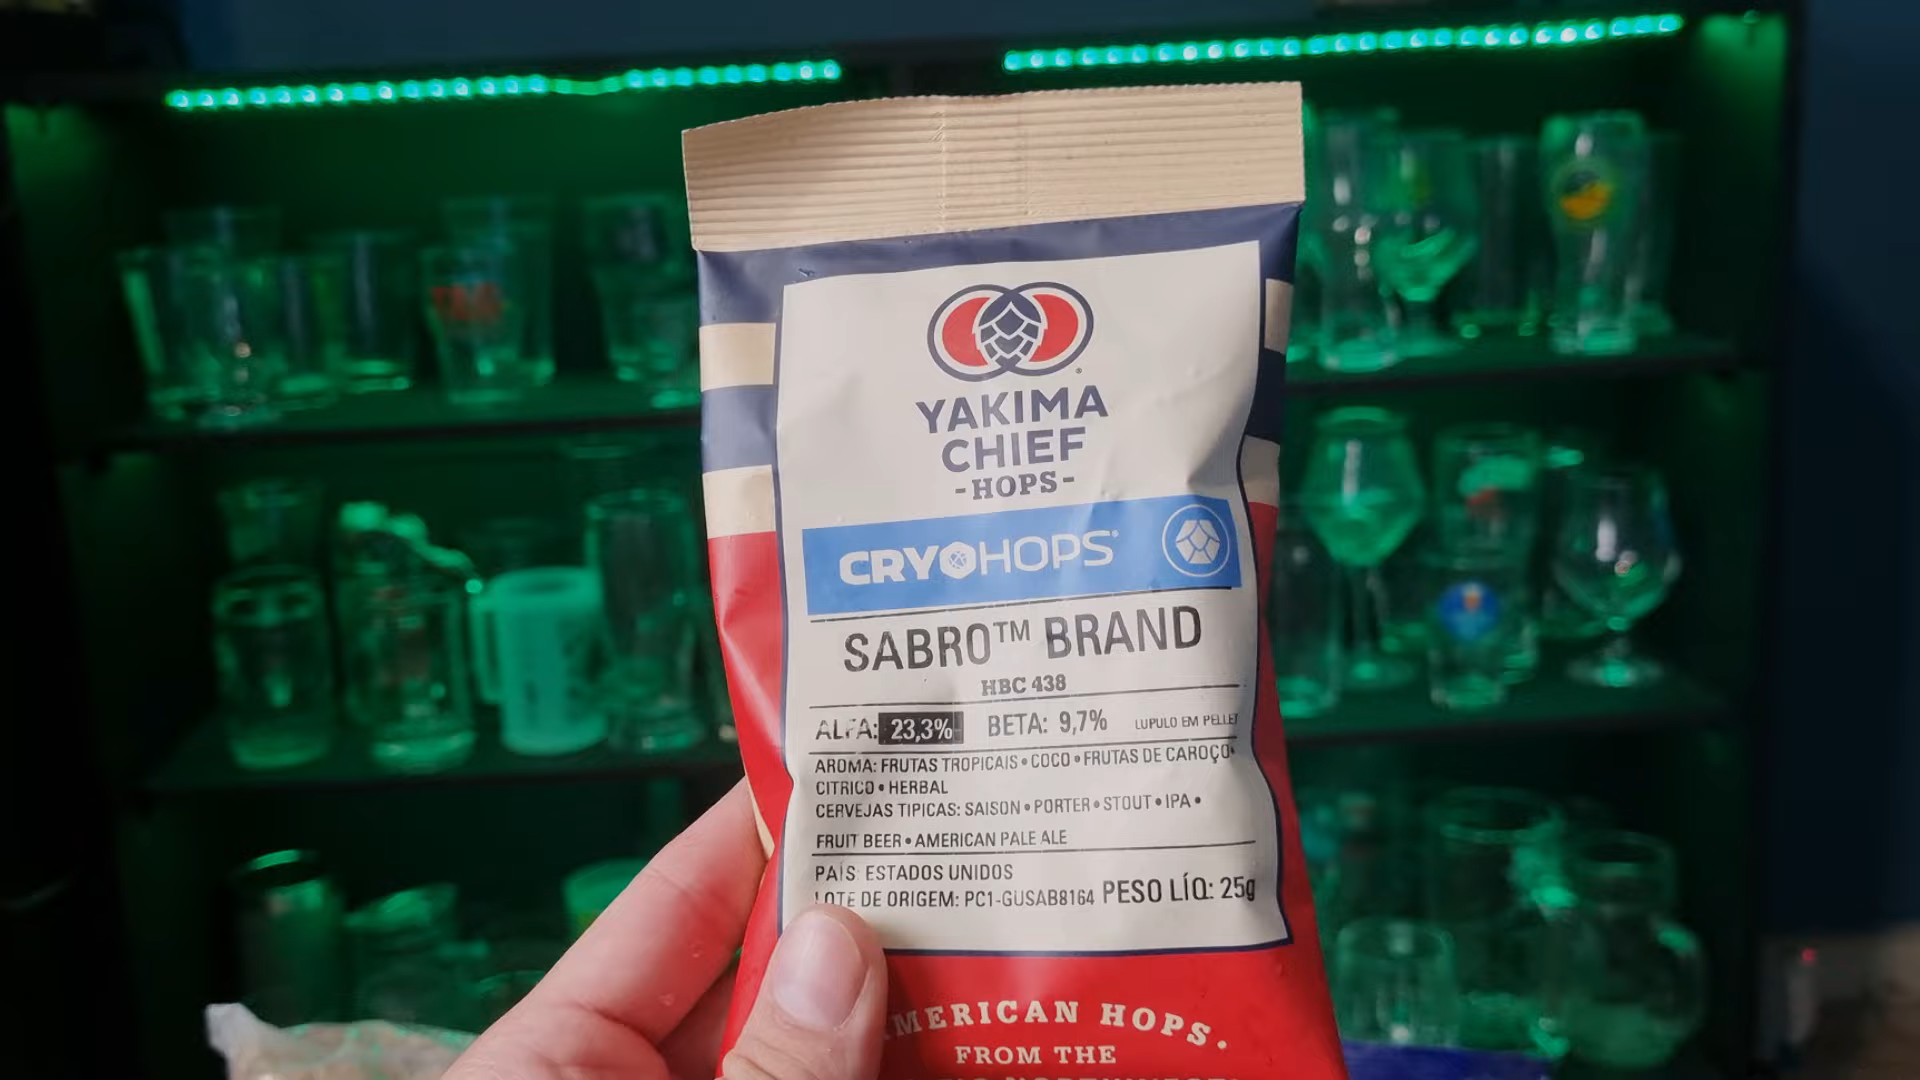 YAKIMA
CHIEF
-HOPS-
CRYOHOPS®
SABRO™ BRAND
HBC 438
ALFA: 23,3% BETA: 9,7% LUPULO EM PELLET
AROMA: FRUTAS TROPICAIS • COCO • FRUTAS DE CAROÇO •
CITRICO • HERBAL
CERVEJAS TIPICAS: SAISON • PORTER • STOUT • IPA •
FRUIT BEER • AMERICAN PALE ALE
PAÍS: ESTADOS UNIDOS
LOTE DE ORIGEM: PC1-GUSAB8164 PESO LÍQ: 25g
AMERICAN HOPS.
FROM THE